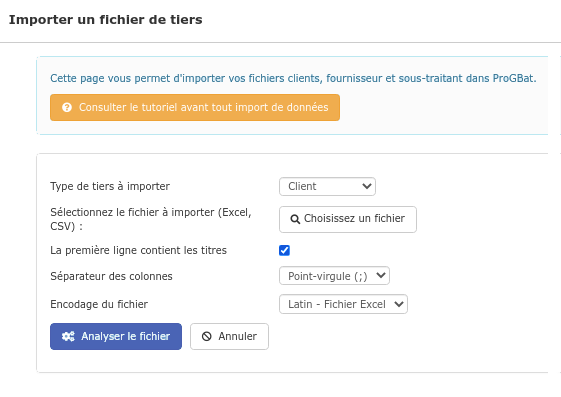 Importer un fichier de tiers
Cette page vous permet d'importer vos fichiers clients, fournisseur et sous-traitant dans ProGBat.
Consulter le tutoriel avant tout import de données
Type de tiers à importer
Client
Sélectionnez le fichier à importer (Excel,
CSV) :
Choisissez un fichier
La première ligne contient les titres
Séparateur des colonnes
Point-virgule (;)
Encodage du fichier
Latin - Fichier Excel
Analyser le fichier
Annuler